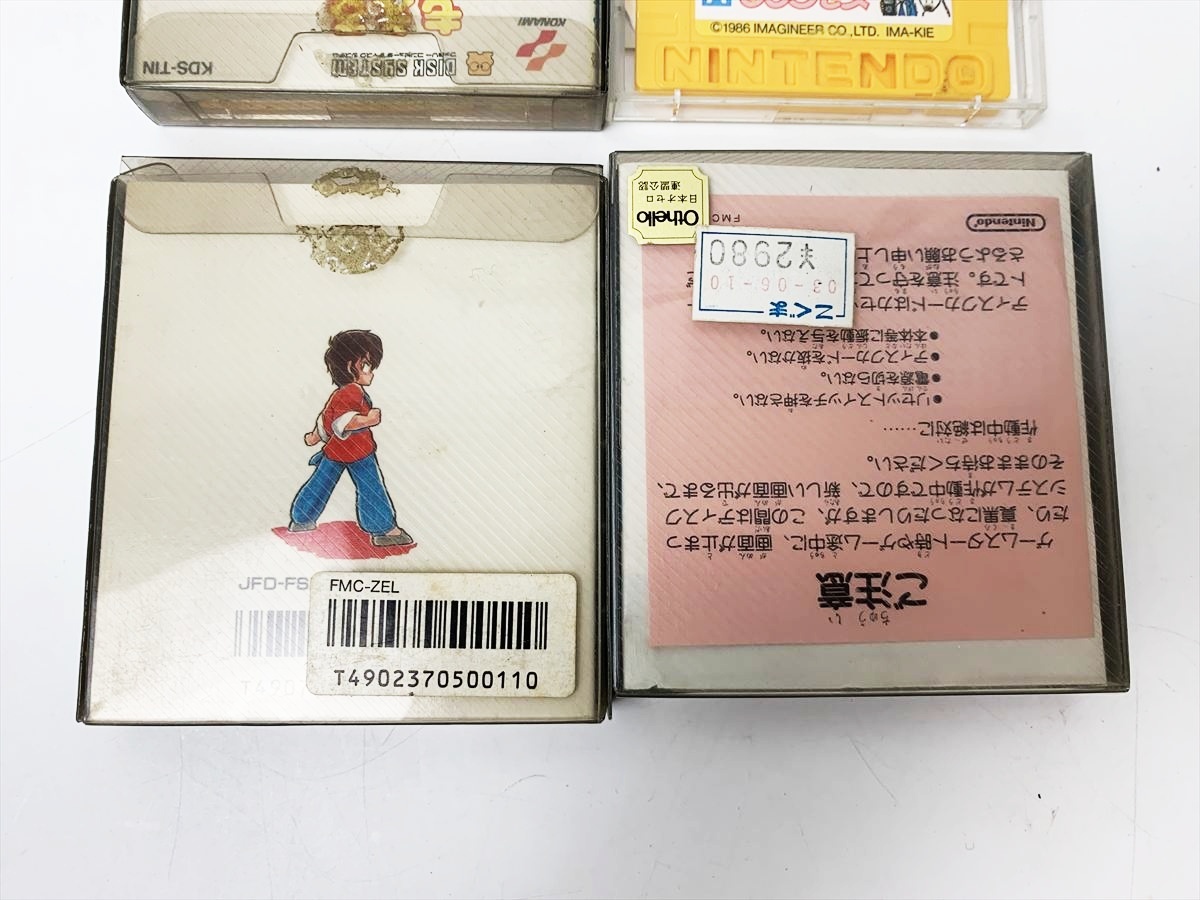 KDS-TIN
DISK SYSTEM
KONAMI
も
©1986 IMAGINEER CO.,LTD. IMA-KIE
NINTENDO
JFD-FS
FMC-ZEL
T4902370500110
T490
Othello
日本オセロ
連盟公認
FMC
Nintendo
こぐま
03-06-10
¥2980
ご注意
ちゅうい
ゲームスタート時やゲーム途中に、画面が止まっ
たり、真黒になったりしますが、この間はディスク
システムが作動中ですので、新しい画面が出るまで、
そのままお待ちください。
作動中は絶対に……
●リセットスイッチを押さない。
●電源を切らない。
●ディスクカードを抜かない。
●本体等に振動を与えない。
ディスクカードはカセッ
トです。注意を守って
さるようお願い申し上